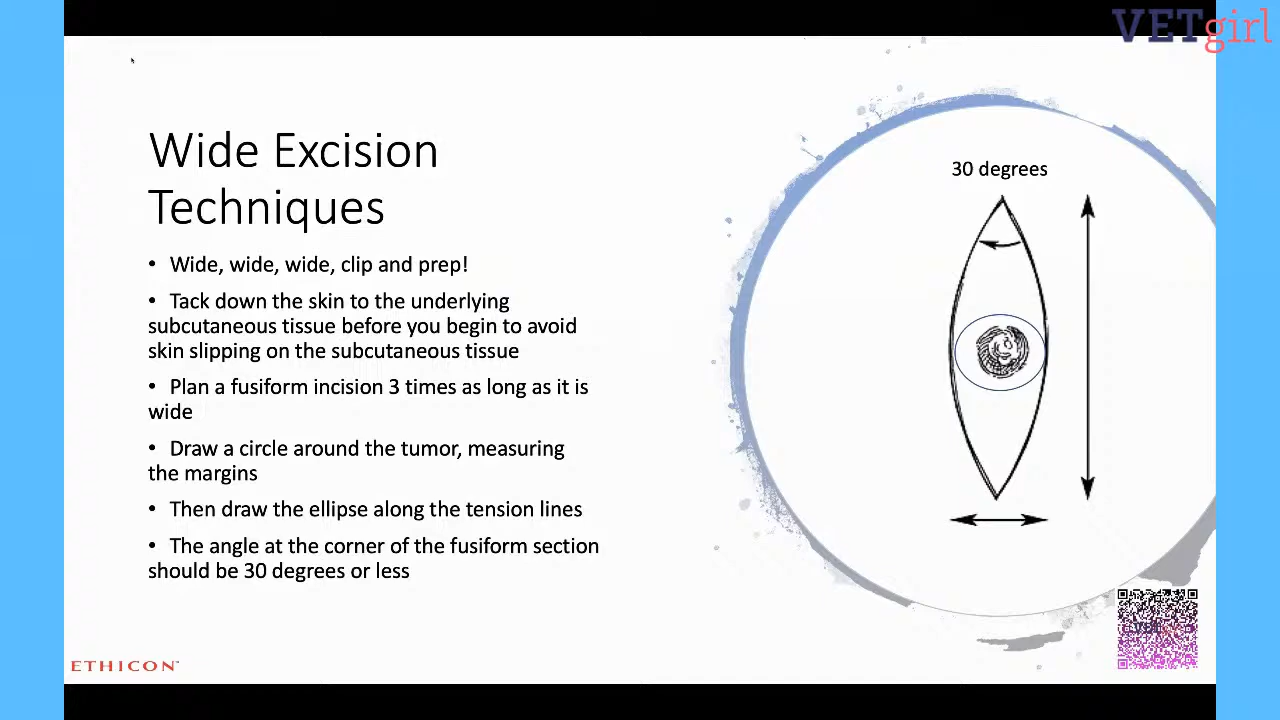 VETgirl
Wide Excision
Techniques
• Wide, wide, wide, clip and prep!
• Tack down the skin to the underlying
subcutaneous tissue before you begin to avoid
skin slipping on the subcutaneous tissue
• Plan a fusiform incision 3 times as long as it is
wide
• Draw a circle around the tumor, measuring
the margins
• Then draw the ellipse along the tension lines
• The angle at the corner of the fusiform section
should be 30 degrees or less
30 degrees
ETHICON™